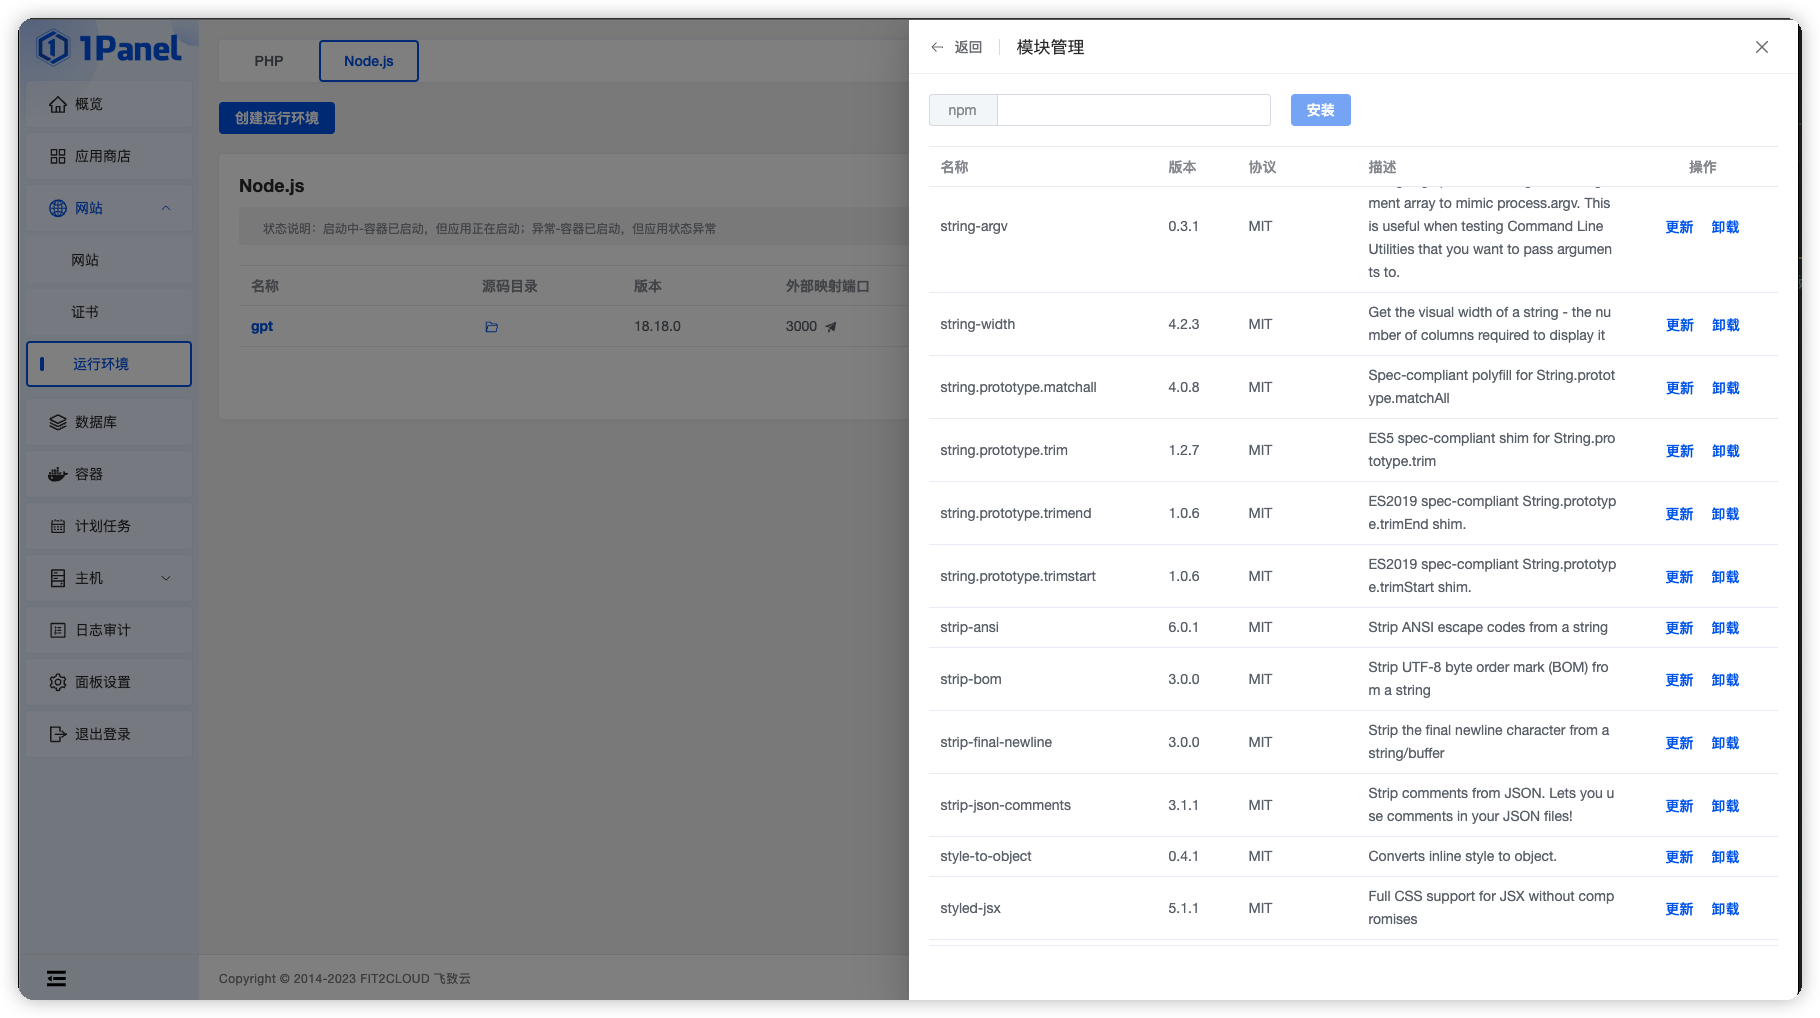 1Panel
概览
应用商店
网站
网站
证书
运行环境
数据库
容器
计划任务
主机
日志审计
面板设置
退出登录
PHP
Node.js
创建运行环境
Node.js
状态说明：启动中-容器已启动，但应用正在启动；异常-容器已启动，但应用状态异常
名称 源码目录 版本 外部映射端口
gpt 18.18.0 3000
Copyright © 2014-2023 FIT2CLOUD 飞致云
返回 模块管理
npm 安装
名称 版本 协议 描述 操作
ment array to mimic process.argv. This
string-argv 0.3.1 MIT is useful when testing Command Line 更新 卸载
Utilities that you want to pass argumen
ts to.
string-width 4.2.3 MIT Get the visual width of a string - the nu 更新 卸载
mber of columns required to display it
string.prototype.matchall 4.0.8 MIT Spec-compliant polyfill for String.protot 更新 卸载
ype.matchAll
string.prototype.trim 1.2.7 MIT ES5 spec-compliant shim for String.pro 更新 卸载
totype.trim
string.prototype.trimend 1.0.6 MIT ES2019 spec-compliant String.prototyp 更新 卸载
e.trimEnd shim.
string.prototype.trimstart 1.0.6 MIT ES2019 spec-compliant String.prototyp 更新 卸载
e.trimStart shim.
strip-ansi 6.0.1 MIT Strip ANSI escape codes from a string 更新 卸载
strip-bom 3.0.0 MIT Strip UTF-8 byte order mark (BOM) fro 更新 卸载
m a string
strip-final-newline 3.0.0 MIT Strip the final newline character from a 更新 卸载
string/buffer
strip-json-comments 3.1.1 MIT Strip comments from JSON. Lets you u 更新 卸载
se comments in your JSON files!
style-to-object 0.4.1 MIT Converts inline style to object. 更新 卸载
styled-jsx 5.1.1 MIT Full CSS support for JSX without comp 更新 卸载
romises